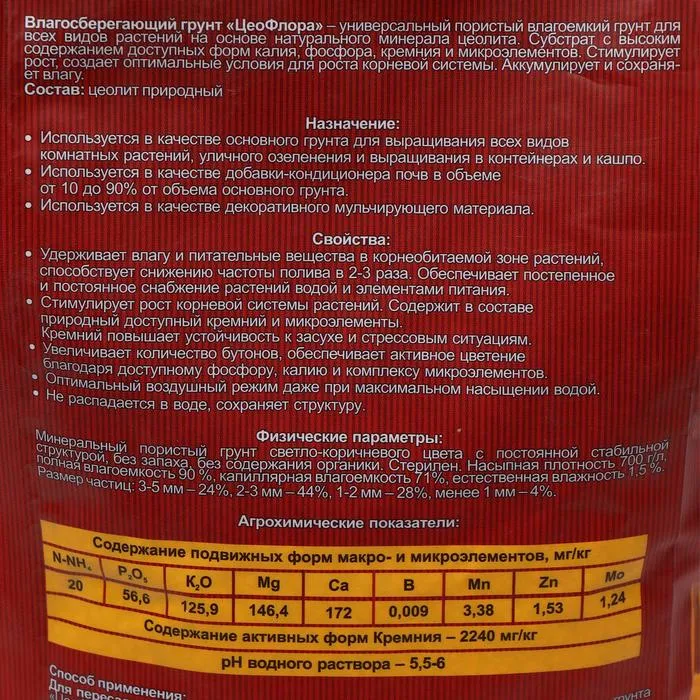 Влагосберегающий грунт «ЦеоФлора» – универсальный пористый влагоемкий грунт для
всех видов растений на основе натурального минерала цеолита. Субстрат с высоким
содержанием доступных форм калия, фосфора, кремния и микроэлементов. Стимулирует
рост, создает оптимальные условия для роста корневой системы. Аккумулирует и сохраня-
ет влагу.
Состав: цеолит природный
Назначение:
• Используется в качестве основного грунта для выращивания всех видов
комнатных растений, уличного озеленения и выращивания в контейнерах и кашпо.
• Используется в качестве добавки-кондиционера почв в объеме
от 10 до 90% от объема основного грунта.
• Используется в качестве декоративного мульчирующего материала.
Свойства:
• Удерживает влагу и питательные вещества в корнеобитаемой зоне растений,
способствует снижению частоты полива в 2-3 раза. Обеспечивает постепенное
и постоянное снабжение растений водой и элементами питания.
• Стимулирует рост корневой системы растений. Содержит в составе
природный доступный кремний и микроэлементы.
Кремний повышает устойчивость к засухе и стрессовым ситуациям.
• Увеличивает количество бутонов, обеспечивает активное цветение
благодаря доступному фосфору, калию и комплексу микроэлементов.
• Оптимальный воздушный режим даже при максимальном насыщении водой.
• Не распадается в воде, сохраняет структуру.
Физические параметры:
Минеральный пористый грунт светло-коричневого цвета с постоянной стабильной
структурой, без запаха, без содержания органики. Стерилен. Насыпная плотность 700 г/л,
полная влагоемкость 90 %, капиллярная влагоемкость 71%, естественная влажность 1,5 %.
Размер частиц: 3-5 мм – 24%, 2-3 мм – 44%, 1-2 мм – 28%, менее 1 мм – 4%.
Агрохимические показатели:
Содержание подвижных форм макро- и микроэлементов, мг/кг
N-NH₄ P₂O₅ K₂O Mg Ca B Mn Zn Mo
20 56,6 125,9 146,4 172 0,009 3,38 1,53 1,24
Содержание активных форм Кремния – 2240 мг/кг
pH водного раствора – 5,5-6
Способ применения:
Для переса
грунта